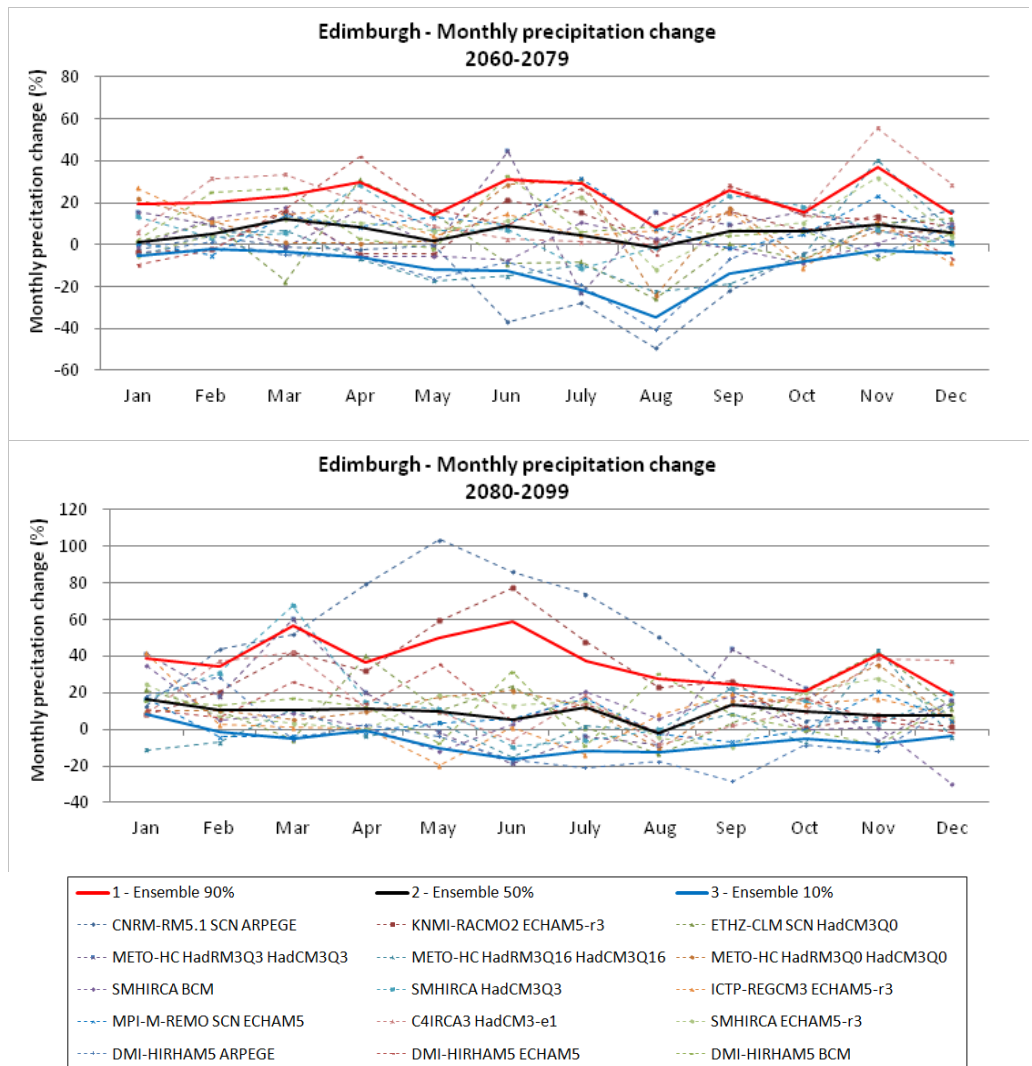 Edinburgh - Monthly precipitation change
2060-2079
Monthly precitation change (%)
80
60
40
20
0
-20
-40
-60
Jan Feb Mar Apr May Jun July Aug Sep Oct Nov Dec
Edinburgh - Monthly precipitation change
2080-2099
Monthly precitation change (%)
120
100
80
60
40
20
0
-20
-40
Jan Feb Mar Apr May Jun July Aug Sep Oct Nov Dec
1 - Ensemble 90% 2 - Ensemble 50% 3 - Ensemble 10%
CNRM-RM5.1 SCN ARPEGE KNMI-RACMO2 ECHAM5-r3 ETHZ-CLM SCN HadCM3Q0
METO-HC HadRM3Q3 HadCM3Q3 METO-HC HadRM3Q16 HadCM3Q16 METO-HC HadRM3Q0 HadCM3Q0
SMHIRCA BCM SMHIRCA HadCM3Q3 ICTP-REGCM3 ECHAM5-r3
MPI-M-REMO SCN ECHAM5 C4IRCA3 HadCM3-e1 SMHIRCA ECHAM5-r3
DMI-HIRHAM5 ARPEGE DMI-HIRHAM5 ECHAM5 DMI-HIRHAM5 BCM